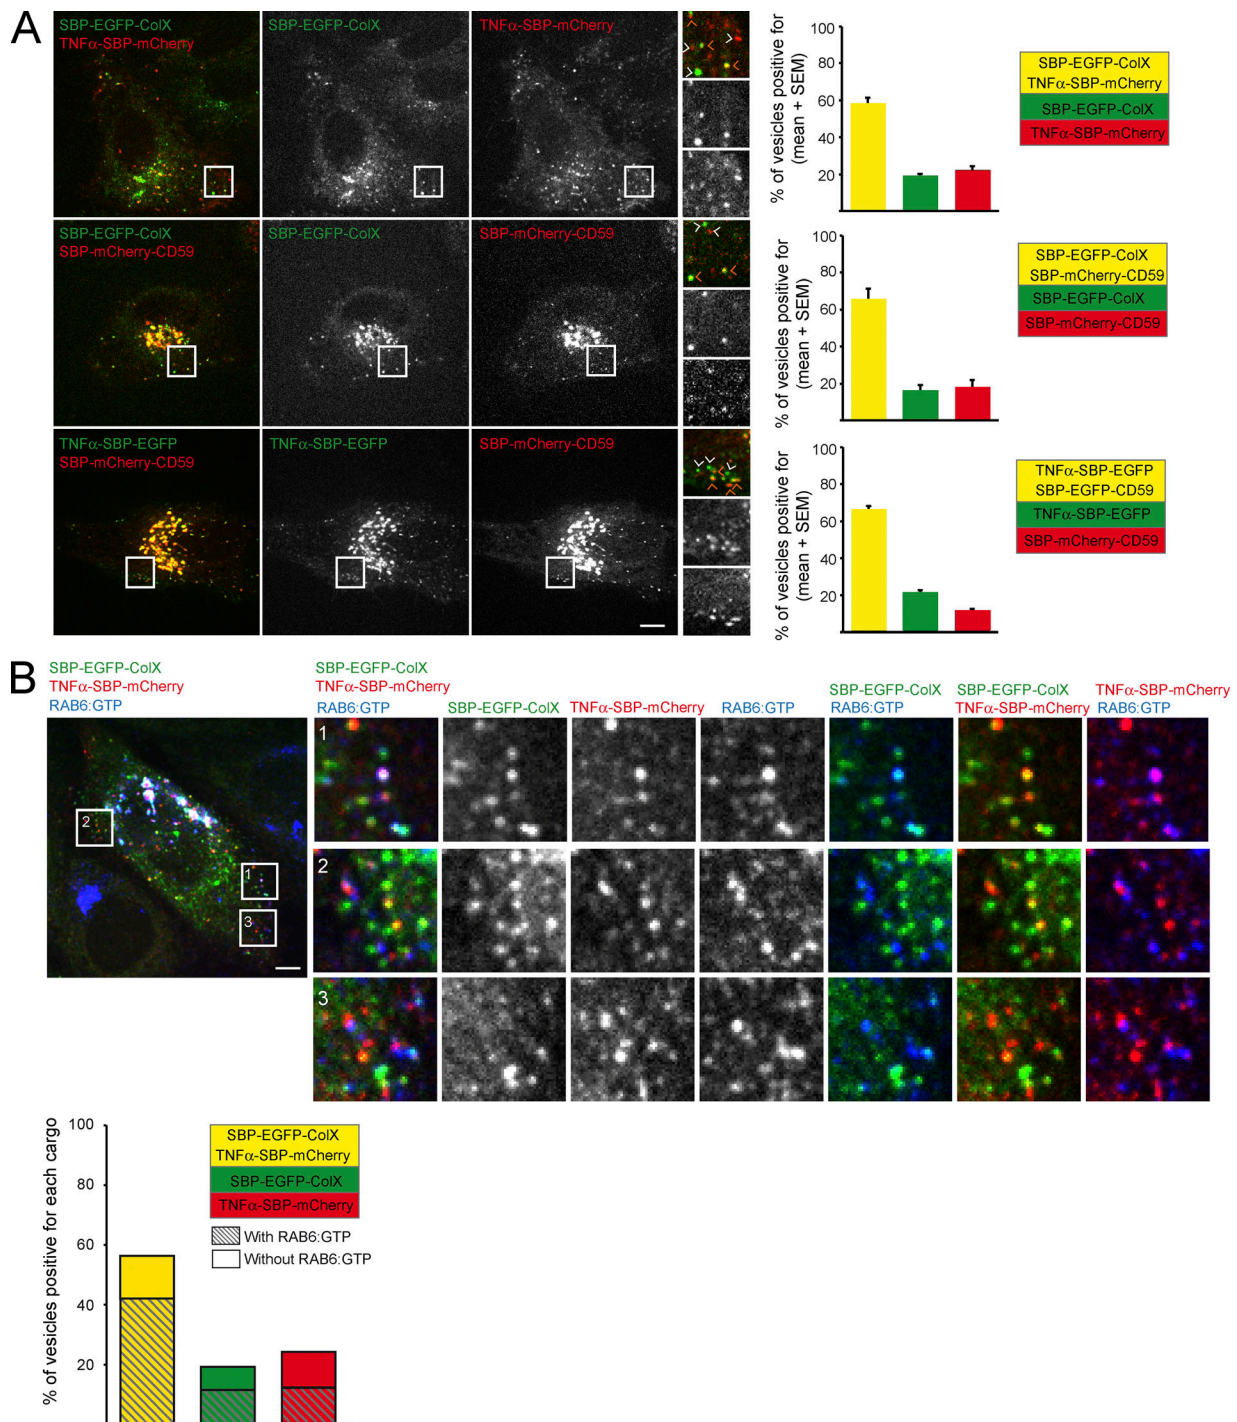 A
SBP-EGFP-ColX
TNFα-SBP-mCherry
SBP-EGFP-ColX
TNFα-SBP-mCherry
% of vesicles positive for
(mean + SEM)
100
80
60
40
20
SBP-EGFP-ColX
TNFα-SBP-mCherry
SBP-EGFP-ColX
TNFα-SBP-mCherry
SBP-EGFP-ColX
SBP-mCherry-CD59
SBP-EGFP-ColX
SBP-mCherry-CD59
% of vesicles positive for
(mean + SEM)
100
80
60
40
20
SBP-EGFP-ColX
SBP-mCherry-CD59
SBP-EGFP-ColX
SBP-mCherry-CD59
TNFα-SBP-EGFP
SBP-mCherry-CD59
TNFα-SBP-EGFP
SBP-mCherry-CD59
% of vesicles positive for
(mean + SEM)
100
80
60
40
20
TNFα-SBP-EGFP
SBP-EGFP-CD59
TNFα-SBP-EGFP
SBP-mCherry-CD59
B
SBP-EGFP-ColX
TNFα-SBP-mCherry
RAB6:GTP
2
1
3
SBP-EGFP-ColX
TNFα-SBP-mCherry
RAB6:GTP
SBP-EGFP-ColX
TNFα-SBP-mCherry
RAB6:GTP
SBP-EGFP-ColX
RAB6:GTP
SBP-EGFP-ColX
TNFα-SBP-mCherry
TNFα-SBP-mCherry
RAB6:GTP
1
2
3
% of vesicles positive for each cargo
100
80
60
40
20
SBP-EGFP-ColX
TNFα-SBP-mCherry
SBP-EGFP-ColX
TNFα-SBP-mCherry
With RAB6:GTP
Without RAB6:GTP